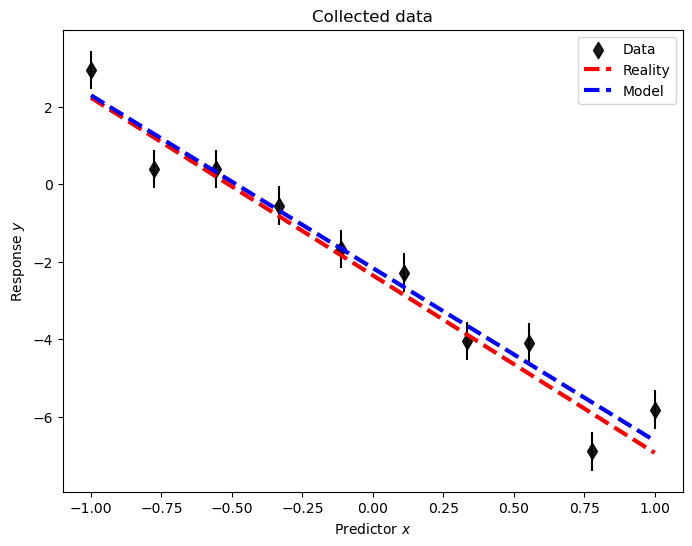 Collected data
Data
Reality
Model
Response y
2
0
−2
−4
−6
−1.00 −0.75 −0.50 −0.25 0.00 0.25 0.50 0.75 1.00
Predictor x